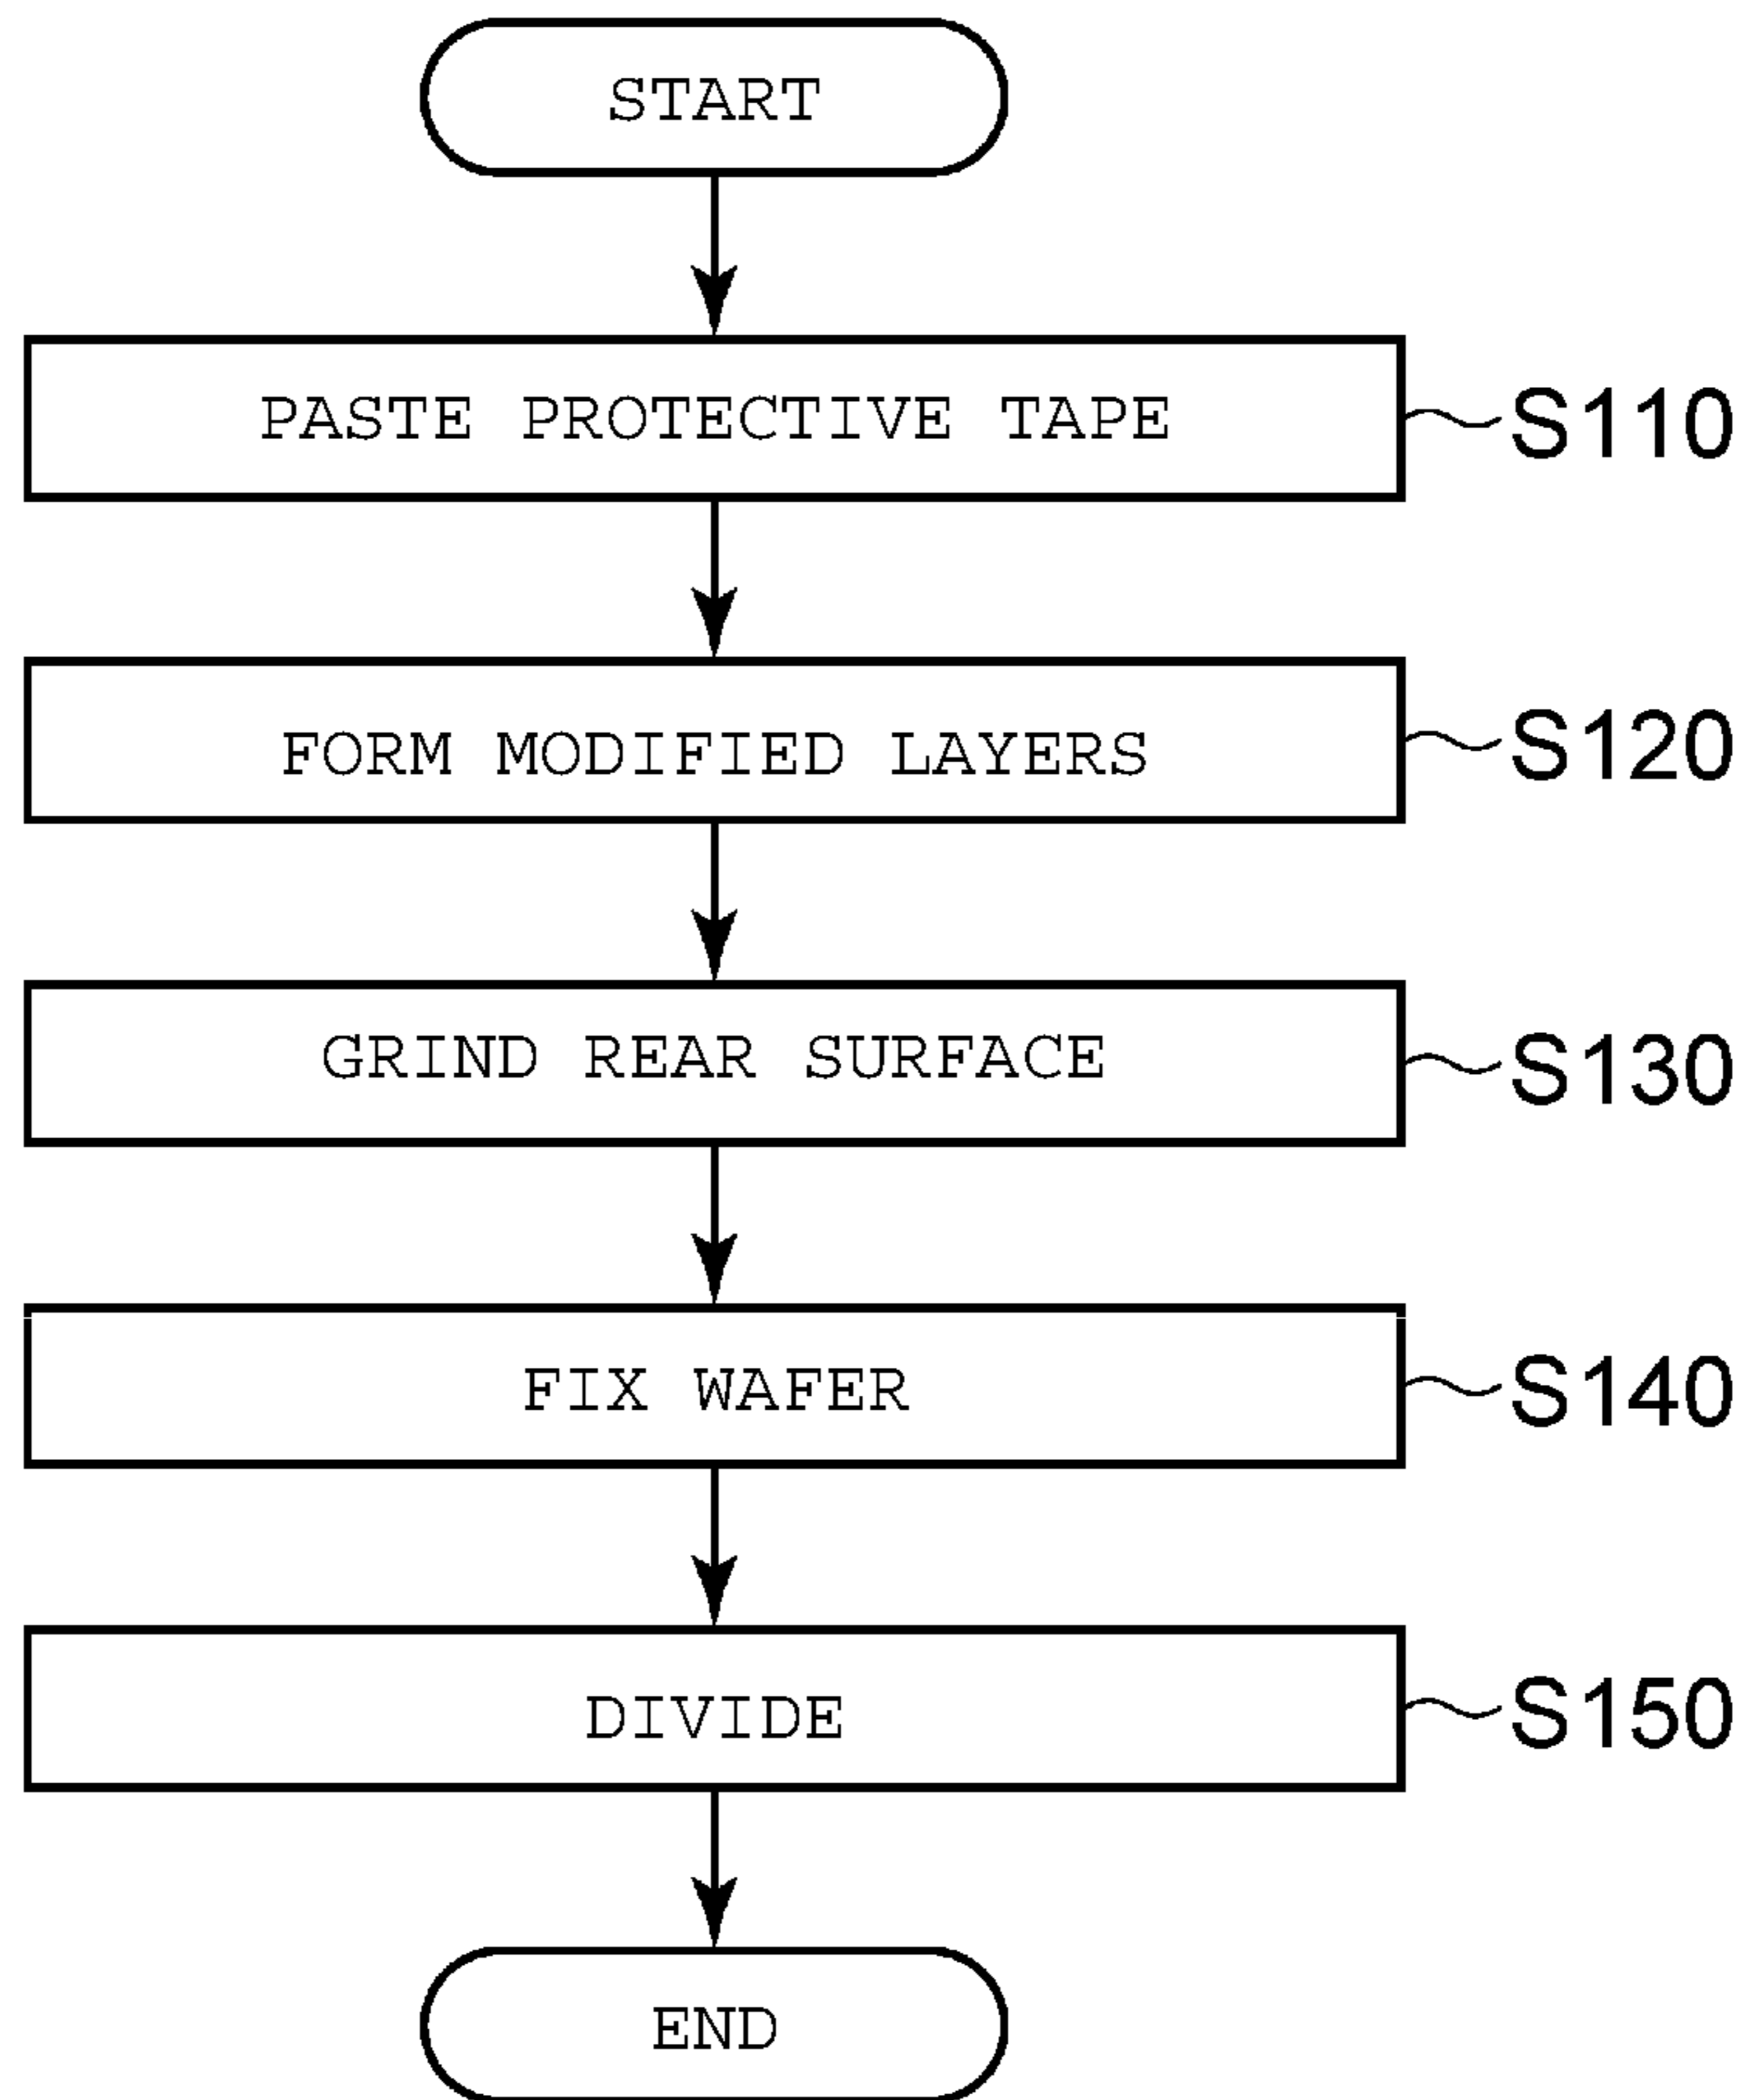 START
PASTE PROTECTIVE TAPE
S110
FORM MODIFIED LAYERS
S120
GRIND REAR SURFACE
S130
FIX WAFER
S140
DIVIDE
S150
END